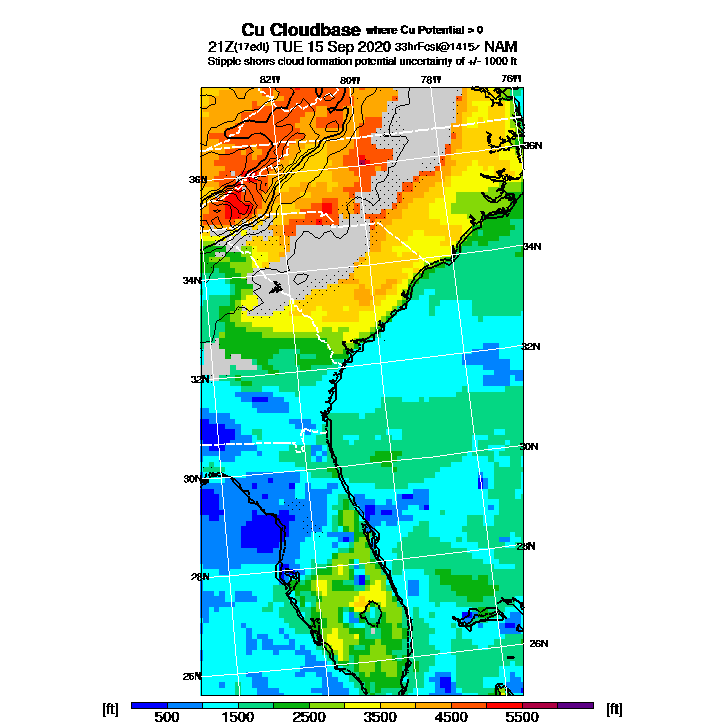 Cu Cloudbase where Cu Potential > 0
21Z(17edt) TUE 15 Sep 2020 33hrFcst@1415z NAM
Stipple shows cloud formation potential uncertainty of +/- 1000 ft
82W 80W 78W 76W
36N
36N
34N
34N
32N
32N
30N
30N
28N
28N
26N
26N
[ft] 500 1500 2500 3500 4500 5500 [ft]